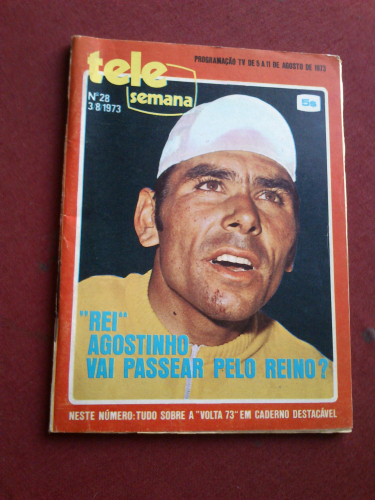 PROGRAMAÇÃO TV DE 5 A 11 DE AGOSTO DE 1973
tele
semana
Nº 28
3/8/1973
5$
"REI"
AGOSTINHO
VAI PASSEAR PELO REINO?
NESTE NÚMERO: TUDO SOBRE A "VOLTA 73" EM CADERNO DESTACÁVEL